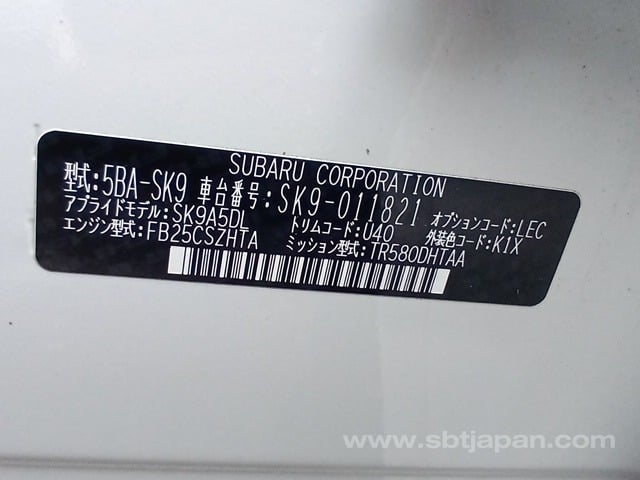 SUBARU CORPORATION
型式:5BA-SK9 車台番号:SK9-011821 オプションコード:LEC
アプライドモデル:SK9A5DL トリムコード:U40 外装色コード:K1X
エンジン型式:FB25CSZHTA ミッション型式:TR580DHTAA
www.sbtjapan.com